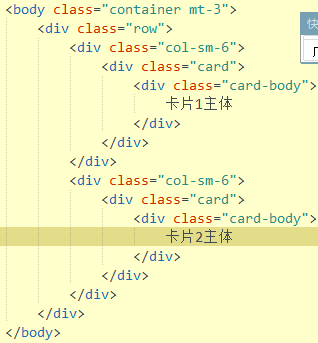 <body class="container mt-3">
<div class="row">
<div class="col-sm-6">
<div class="card">
<div class="card-body">
卡片1主体
</div>
</div>
</div>
<div class="col-sm-6">
<div class="card">
<div class="card-body">
卡片2主体
</div>
</div>
</div>
</div>
</body>